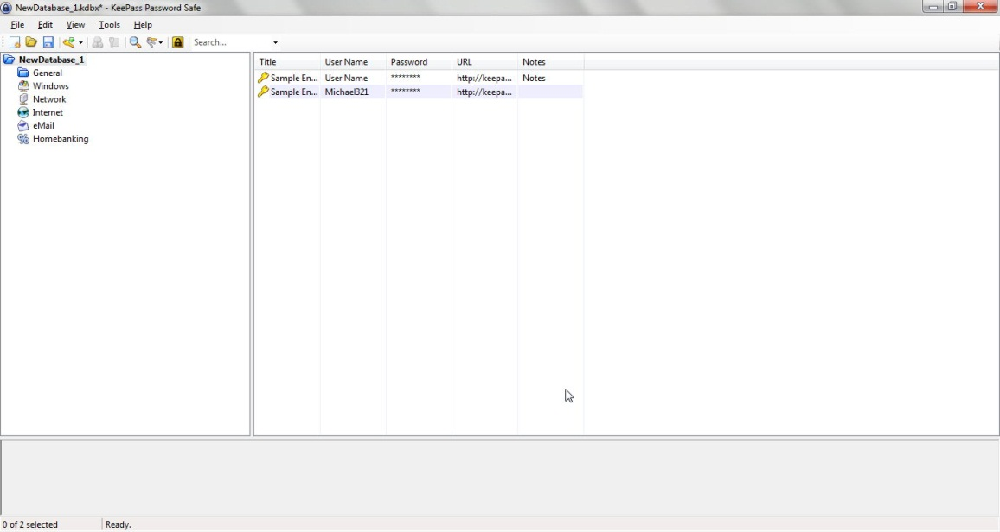 NewDatabase_1.kdbx* - KeePass Password Safe
File Edit View Tools Help
Search...
NewDatabase_1
General
Windows
Network
Internet
eMail
Homebanking
Title User Name Password URL Notes
Sample En... User Name ******** http://keepa... Notes
Sample En... Michael321 ******** http://keepa...
0 of 2 selected Ready.